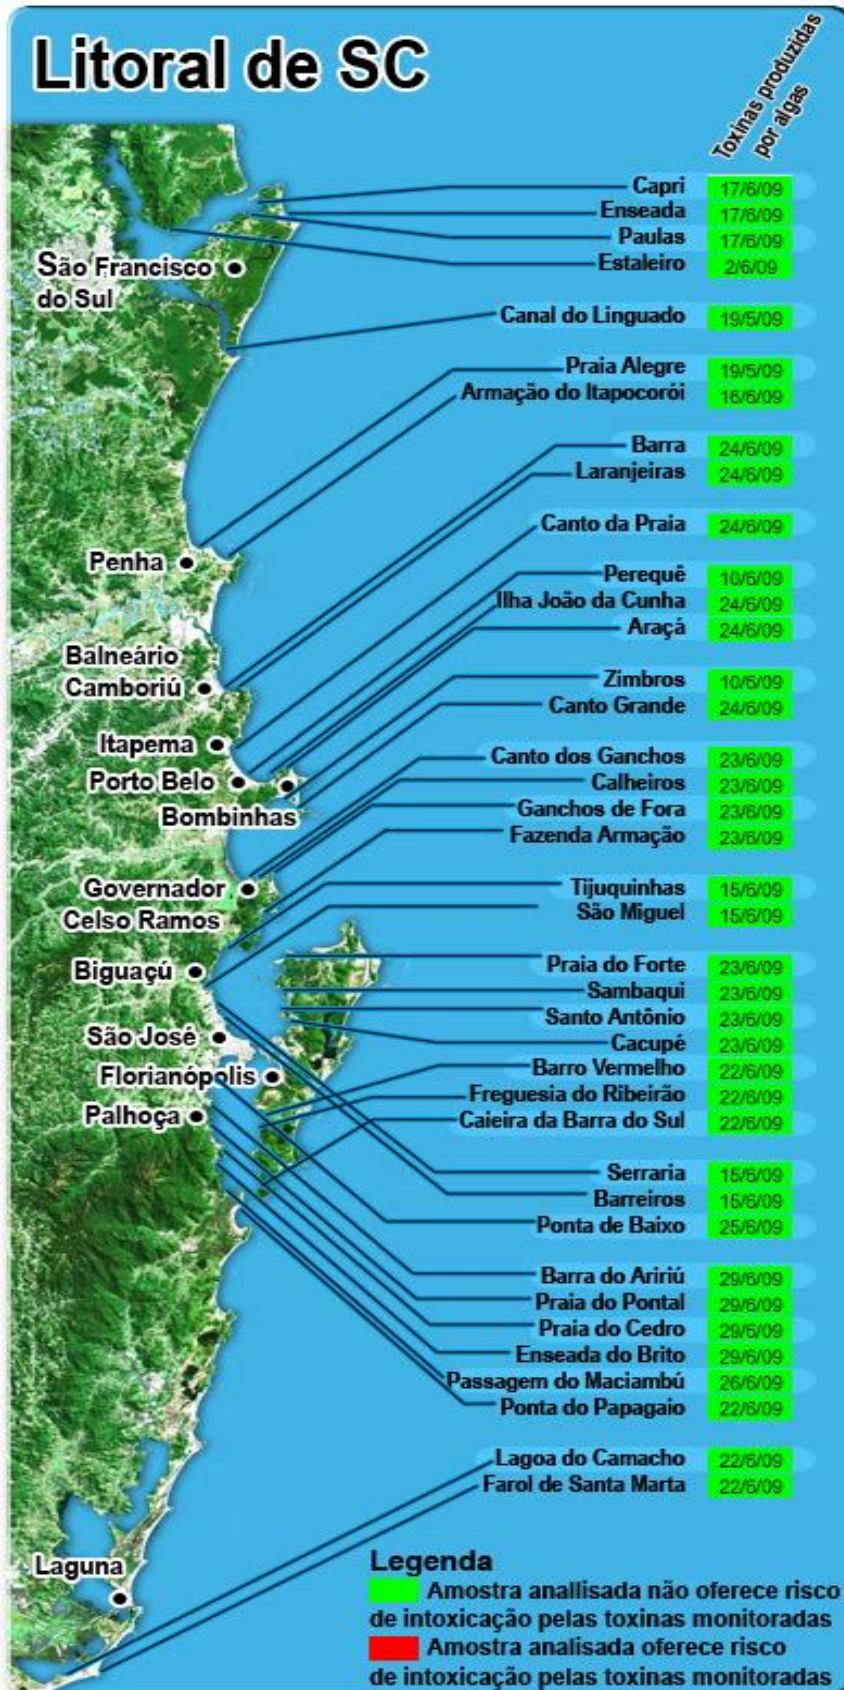 Litoral de SC
Toxinas produzidas
por algas
Capri 17/6/09
Enseada 17/6/09
Paulas 17/6/09
Estaleiro 2/6/09
São Francisco
do Sul
Canal do Linguado 19/5/09
Praia Alegre 19/5/09
Armação do Itapocorói 16/6/09
Barra 24/6/09
Laranjeiras 24/6/09
Canto da Praia 24/6/09
Penha
Perequê 10/6/09
Ilha João da Cunha 24/6/09
Araçá 24/6/09
Balneário
Camboriú
Zimbros 10/6/09
Canto Grande 24/6/09
Itapema
Canto dos Ganchos 23/6/09
Porto Belo
Calheiros 23/6/09
Bombinhas
Ganchos de Fora 23/6/09
Fazenda Armação 23/6/09
Governador
Celso Ramos
Tijuquinhas 15/6/09
São Miguel 15/6/09
Biguaçú
Praia do Forte 23/6/09
Sambaqui 23/6/09
Santo Antônio 23/6/09
São José
Cacupé 23/6/09
Barro Vermelho 22/6/09
Florianópolis
Freguesia do Ribeirão 22/6/09
Palhoça
Caieira da Barra do Sul 22/6/09
Serraria 15/6/09
Barreiros 15/6/09
Ponta de Baixo 25/6/09
Barra do Aririú 29/6/09
Praia do Pontal 29/6/09
Praia do Cedro 29/6/09
Enseada do Brito 29/6/09
Passagem do Maciambú 26/6/09
Ponta do Papagaio 22/6/09
Lagoa do Camacho 22/6/09
Farol de Santa Marta 22/6/09
Laguna
Legenda
Amostra anallisada não oferece risco
de intoxicação pelas toxinas monitoradas
Amostra analisada oferece risco
de intoxicação pelas toxinas monitoradas